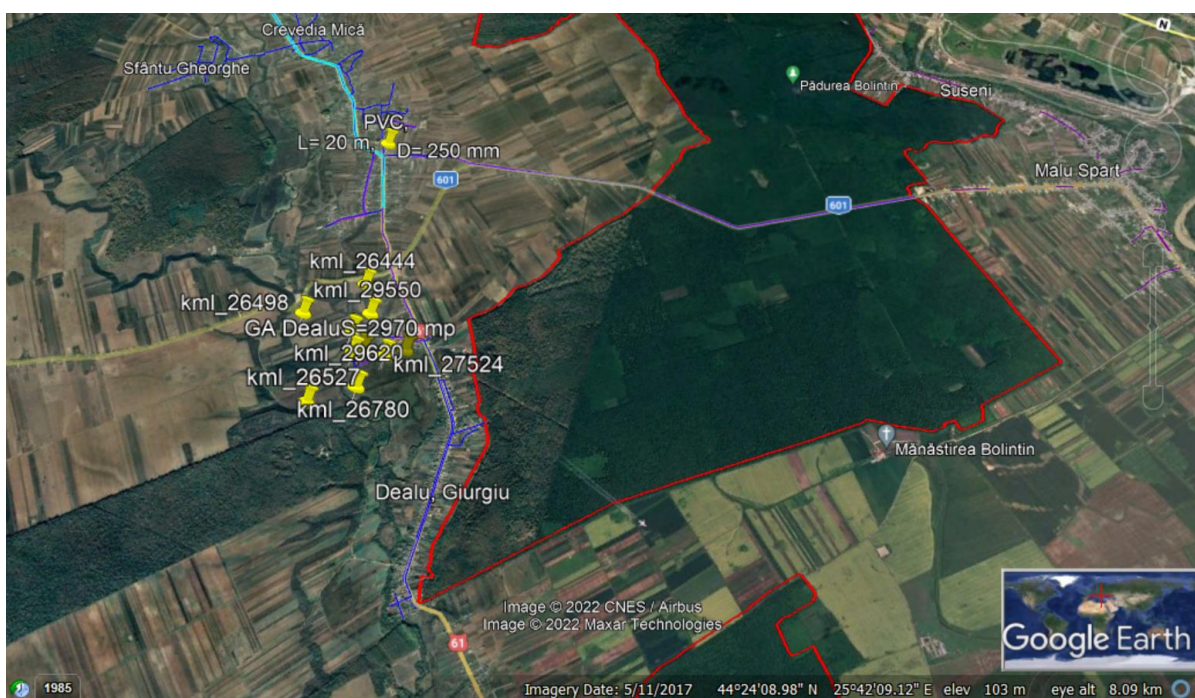 Crevedia Mică
N
Sfântu Gheorghe
Pădurea Bolintin
Suseni
PVC,
L= 20 m, D= 250 mm
601
Malu Spart
601
kml_26444
kml_29550
kml_26498
GA DealuS=2970 mp
kml_29620
kml_27524
kml_26527
kml_26780
Mănăstirea Bolintin
Dealu, Giurgiu
Image © 2022 CNES / Airbus
Image © 2022 Maxar Technologies
61
Google Earth
1985
Imagery Date: 5/11/2017 44°24'08.98" N 25°42'09.12" E elev 103 m eye alt 8.09 km